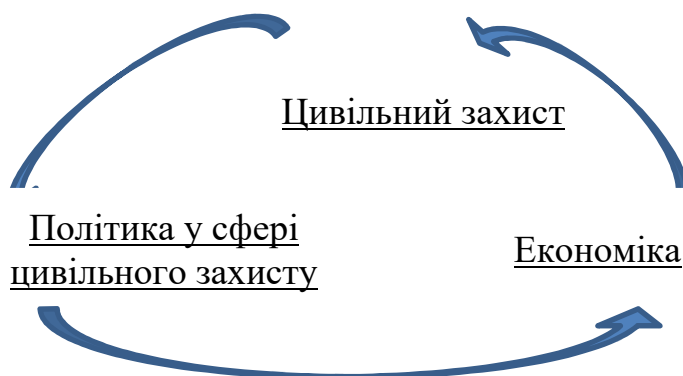 Цивільний захист
Політика у сфері
цивільного захисту
Економіка